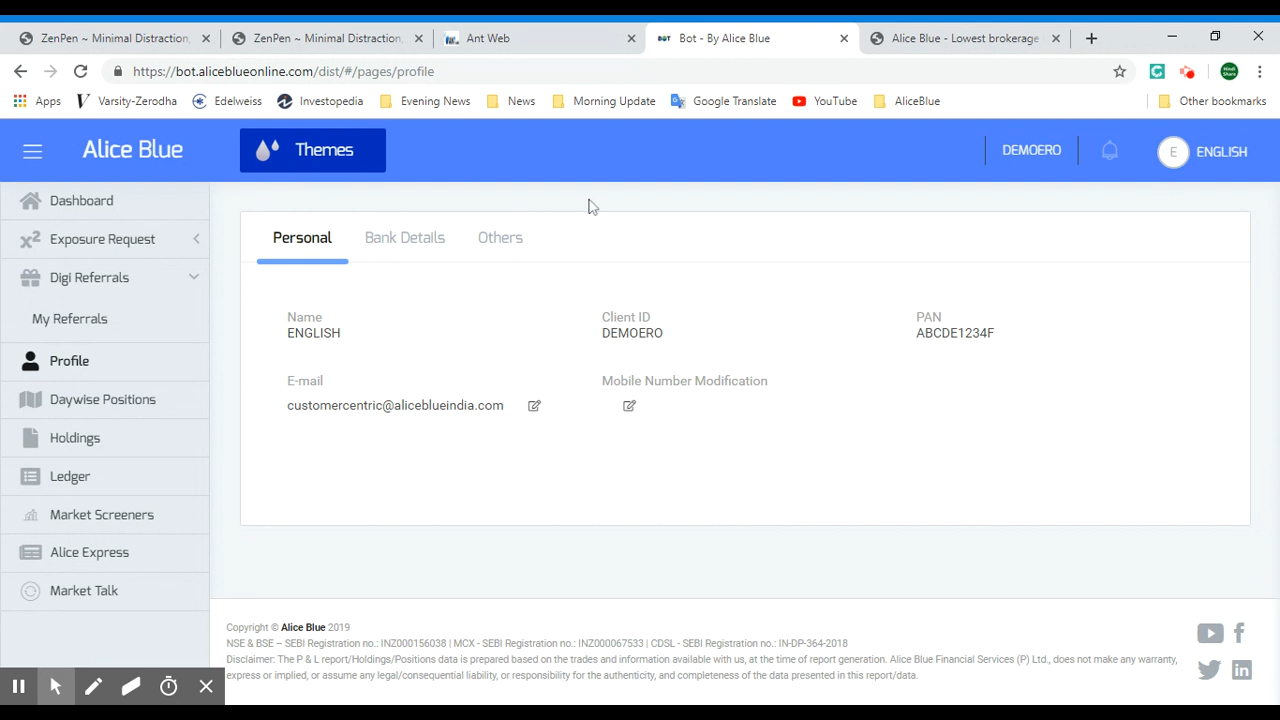 ZenPen ~ Minimal Distraction, ZenPen ~ Minimal Distraction, Ant Web Bot - By Alice Blue Alice Blue - Lowest brokerage
https://bot.aliceblueonline.com/dist/#/pages/profile
Apps Varsity-Zerodha Edelweiss Investopedia Evening News News Morning Update Google Translate YouTube AliceBlue Other bookmarks
Alice Blue Themes DEMOERO E ENGLISH
Dashboard
Exposure Request
Digi Referrals
My Referrals
Profile
Daywise Positions
Holdings
Ledger
Market Screeners
Alice Express
Market Talk
Personal Bank Details Others
Name Client ID PAN
ENGLISH DEMOERO ABCDE1234F
E-mail Mobile Number Modification
customercentric@aliceblueindia.com
Copyright © Alice Blue 2019
NSE & BSE – SEBI Registration no.: INZ000156038 | MCX - SEBI Registration no.: INZ000067533 | CDSL - SEBI Registration no.: IN-DP-364-2018
Disclaimer: The P & L report/Holdings/Positions data is prepared based on the trades and information available with us, at the time of report generation. Alice Blue Financial Services (P) Ltd., does not make any warranty,
express or implied, or assume any legal/consequential liability, or responsibility for the authenticity, and completeness of the data presented in this report/data.